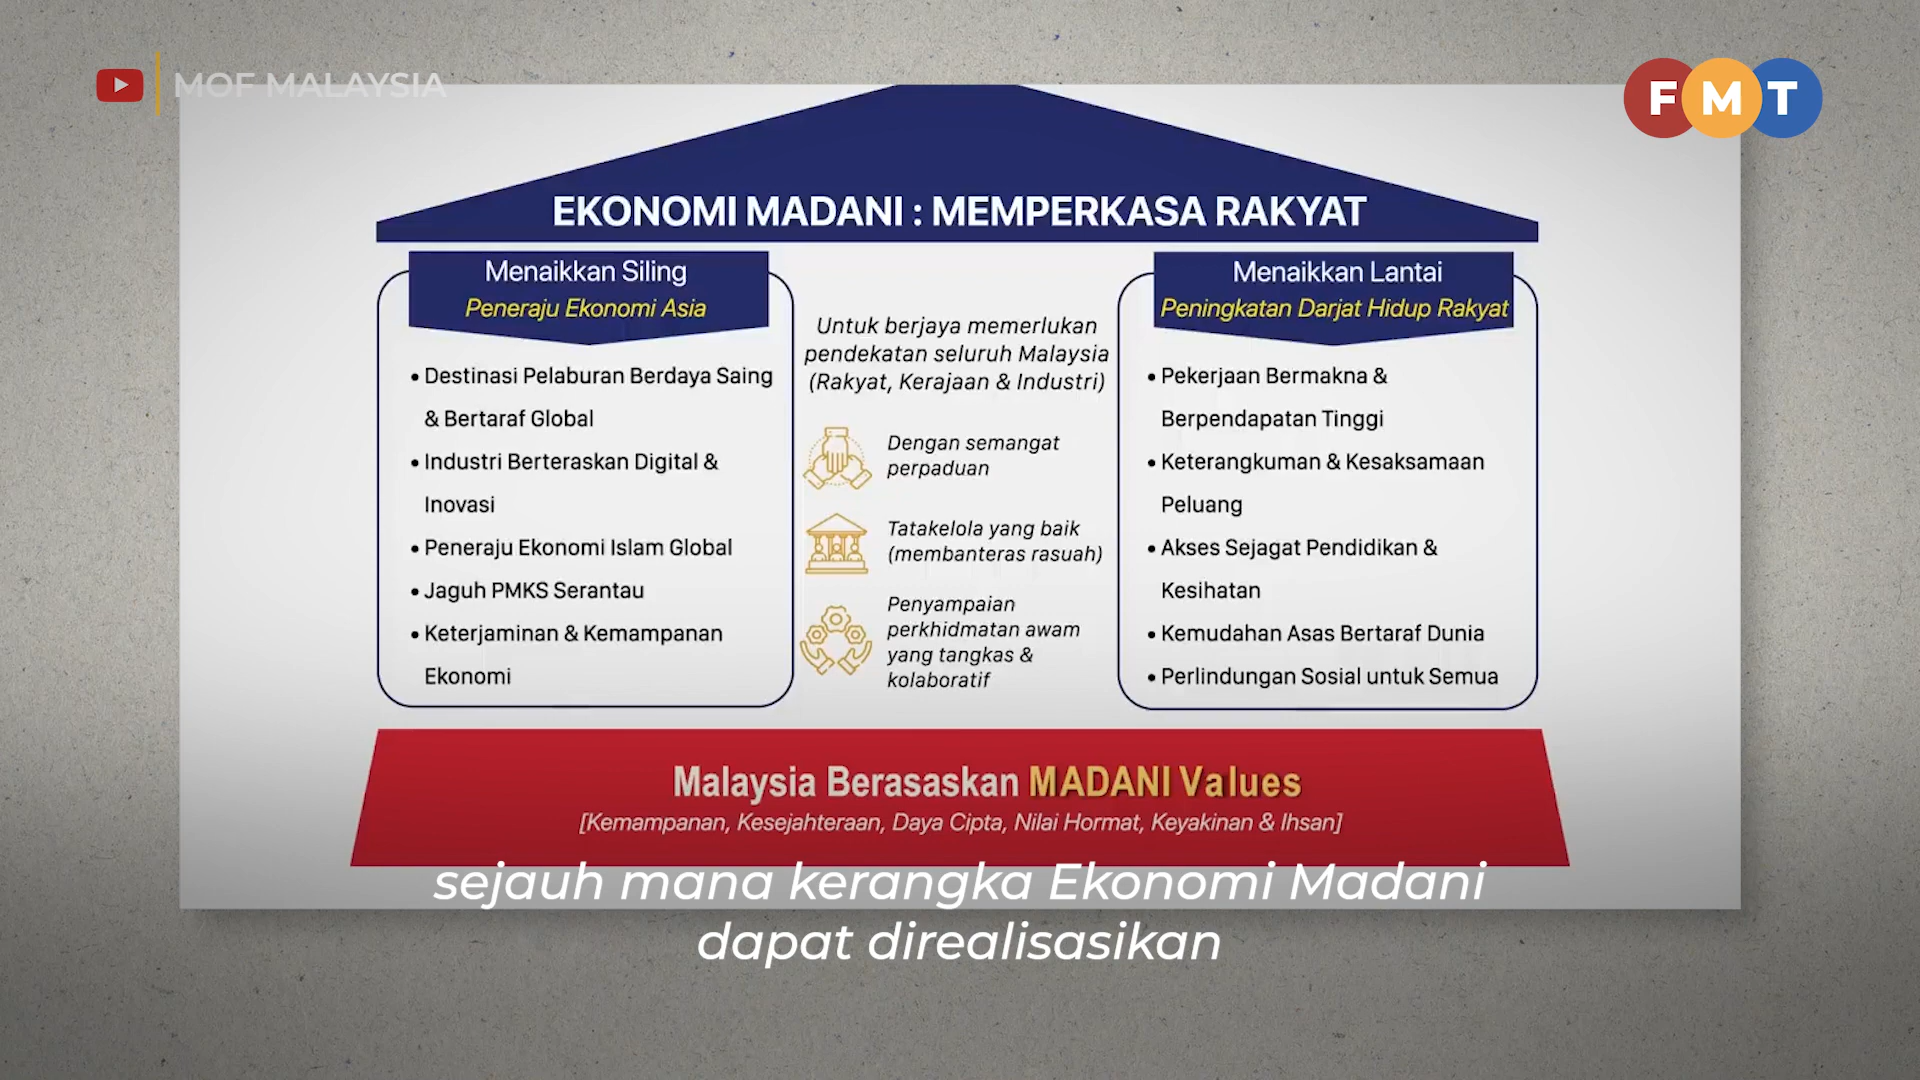 MOF MALAYSIA
FMT
EKONOMI MADANI : MEMPERKASA RAKYAT
Menaikkan Siling
Peneraju Ekonomi Asia
• Destinasi Pelaburan Berdaya Saing
& Bertaraf Global
• Industri Berteraskan Digital &
Inovasi
• Peneraju Ekonomi Islam Global
• Jaguh PMKS Serantau
• Keterjaminan & Kemampanan
Ekonomi
Untuk berjaya memerlukan
pendekatan seluruh Malaysia
(Rakyat, Kerajaan & Industri)
Dengan semangat
perpaduan
Tatakelola yang baik
(membanteras rasuah)
Penyampaian
perkhidmatan awam
yang tangkas &
kolaboratif
Menaikkan Lantai
Peningkatan Darjat Hidup Rakyat
• Pekerjaan Bermakna &
Berpendapatan Tinggi
• Keterangkuman & Kesaksamaan
Peluang
• Akses Sejagat Pendidikan &
Kesihatan
• Kemudahan Asas Bertaraf Dunia
• Perlindungan Sosial untuk Semua
Malaysia Berasaskan MADANI Values
[Kemampanan, Kesejahteraan, Daya Cipta, Nilai Hormat, Keyakinan & Ihsan]
sejauh mana kerangka Ekonomi Madani
dapat direalisasikan